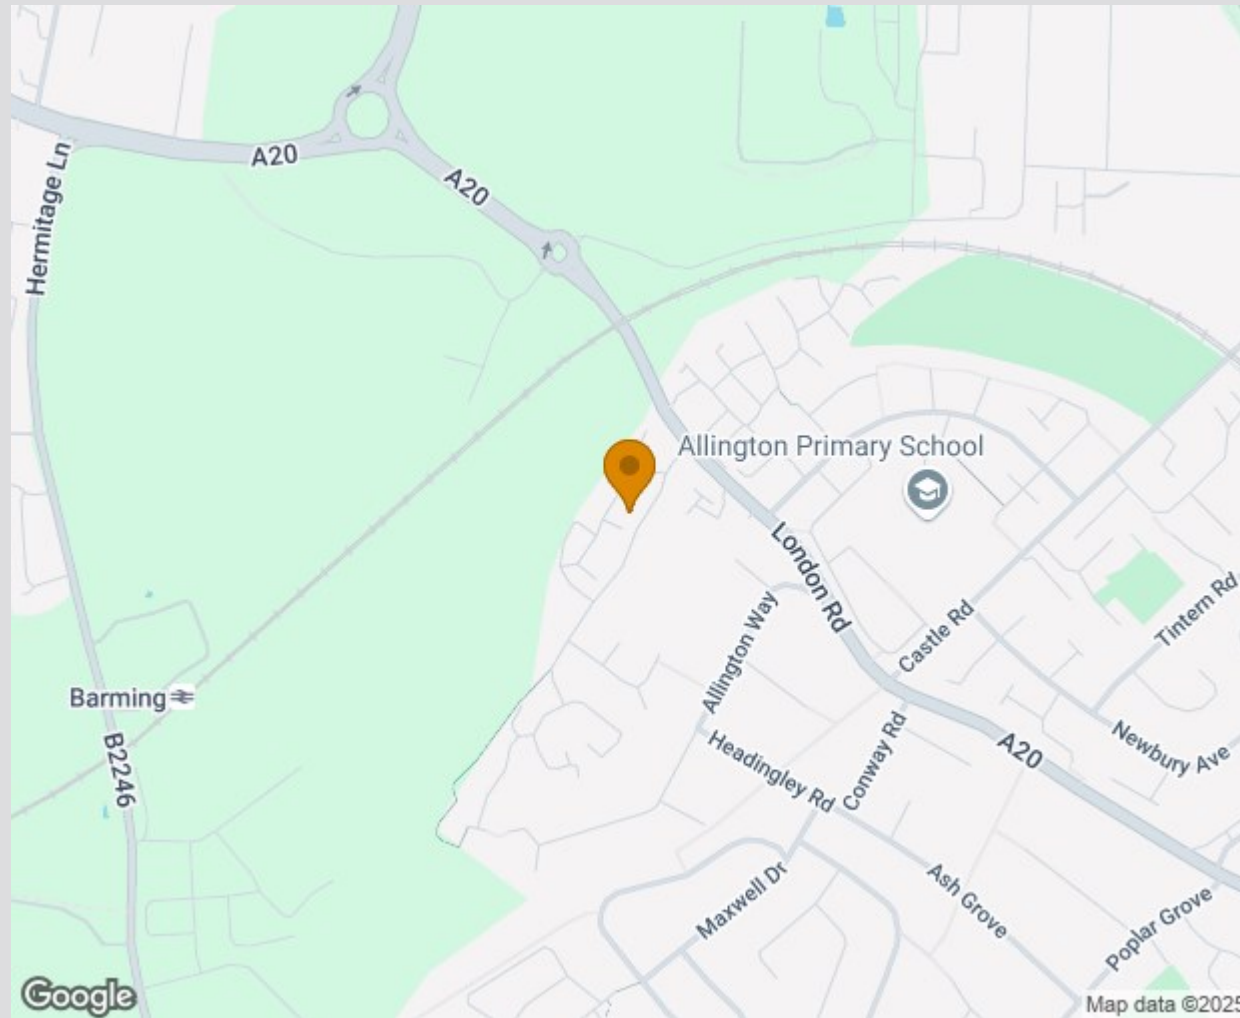 A20
A20
Hermitage Ln
Allington Primary School
London Rd
Allington Way
Castle Rd
Tintern Rd
Barming
B2246
Headingley Rd
Conway Rd
A20
Newbury Ave
Maxwell Dr
Ash Grove
Poplar Grove
Google
Map data ©2025